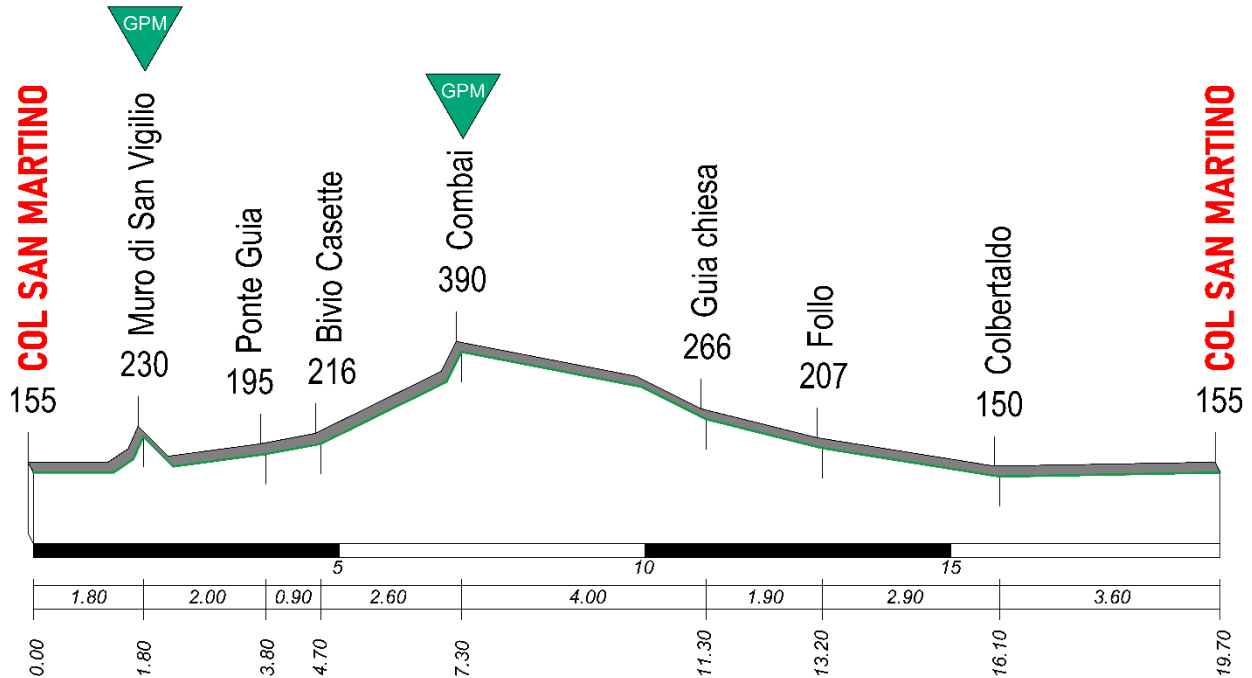 GPM
GPM
COL SAN MARTINO
155
Muro di San Vigilio
230
Ponte Guia
195
Bivio Casette
216
Combai
390
Guia chiesa
266
Follo
207
Colbertaldo
150
COL SAN MARTINO
155
5 10 15
1.80 2.00 0.90 2.60 4.00 1.90 2.90 3.60
0.00 1.80 3.80 4.70 7.30 11.30 13.20 16.10 19.70